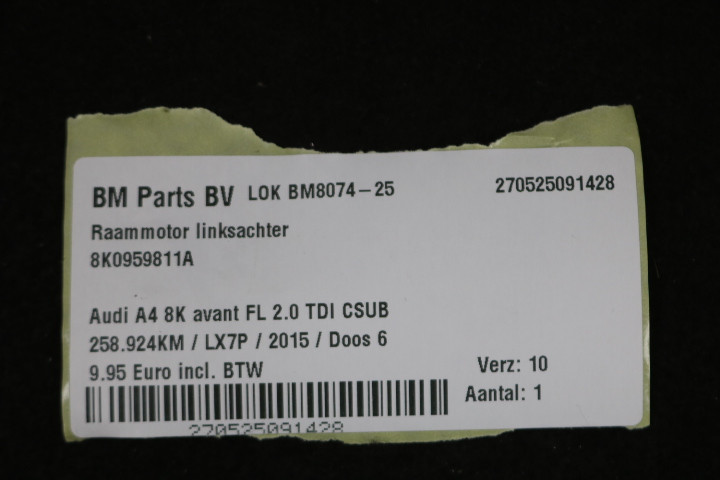 BM Parts BV LOK BM8074-25 270525091428
Raammotor linksachter
8K0959811A
Audi A4 8K avant FL 2.0 TDI CSUB
258.924KM / LX7P / 2015 / Doos 6
9.95 Euro incl. BTW Verz: 10
Aantal: 1
270525091428